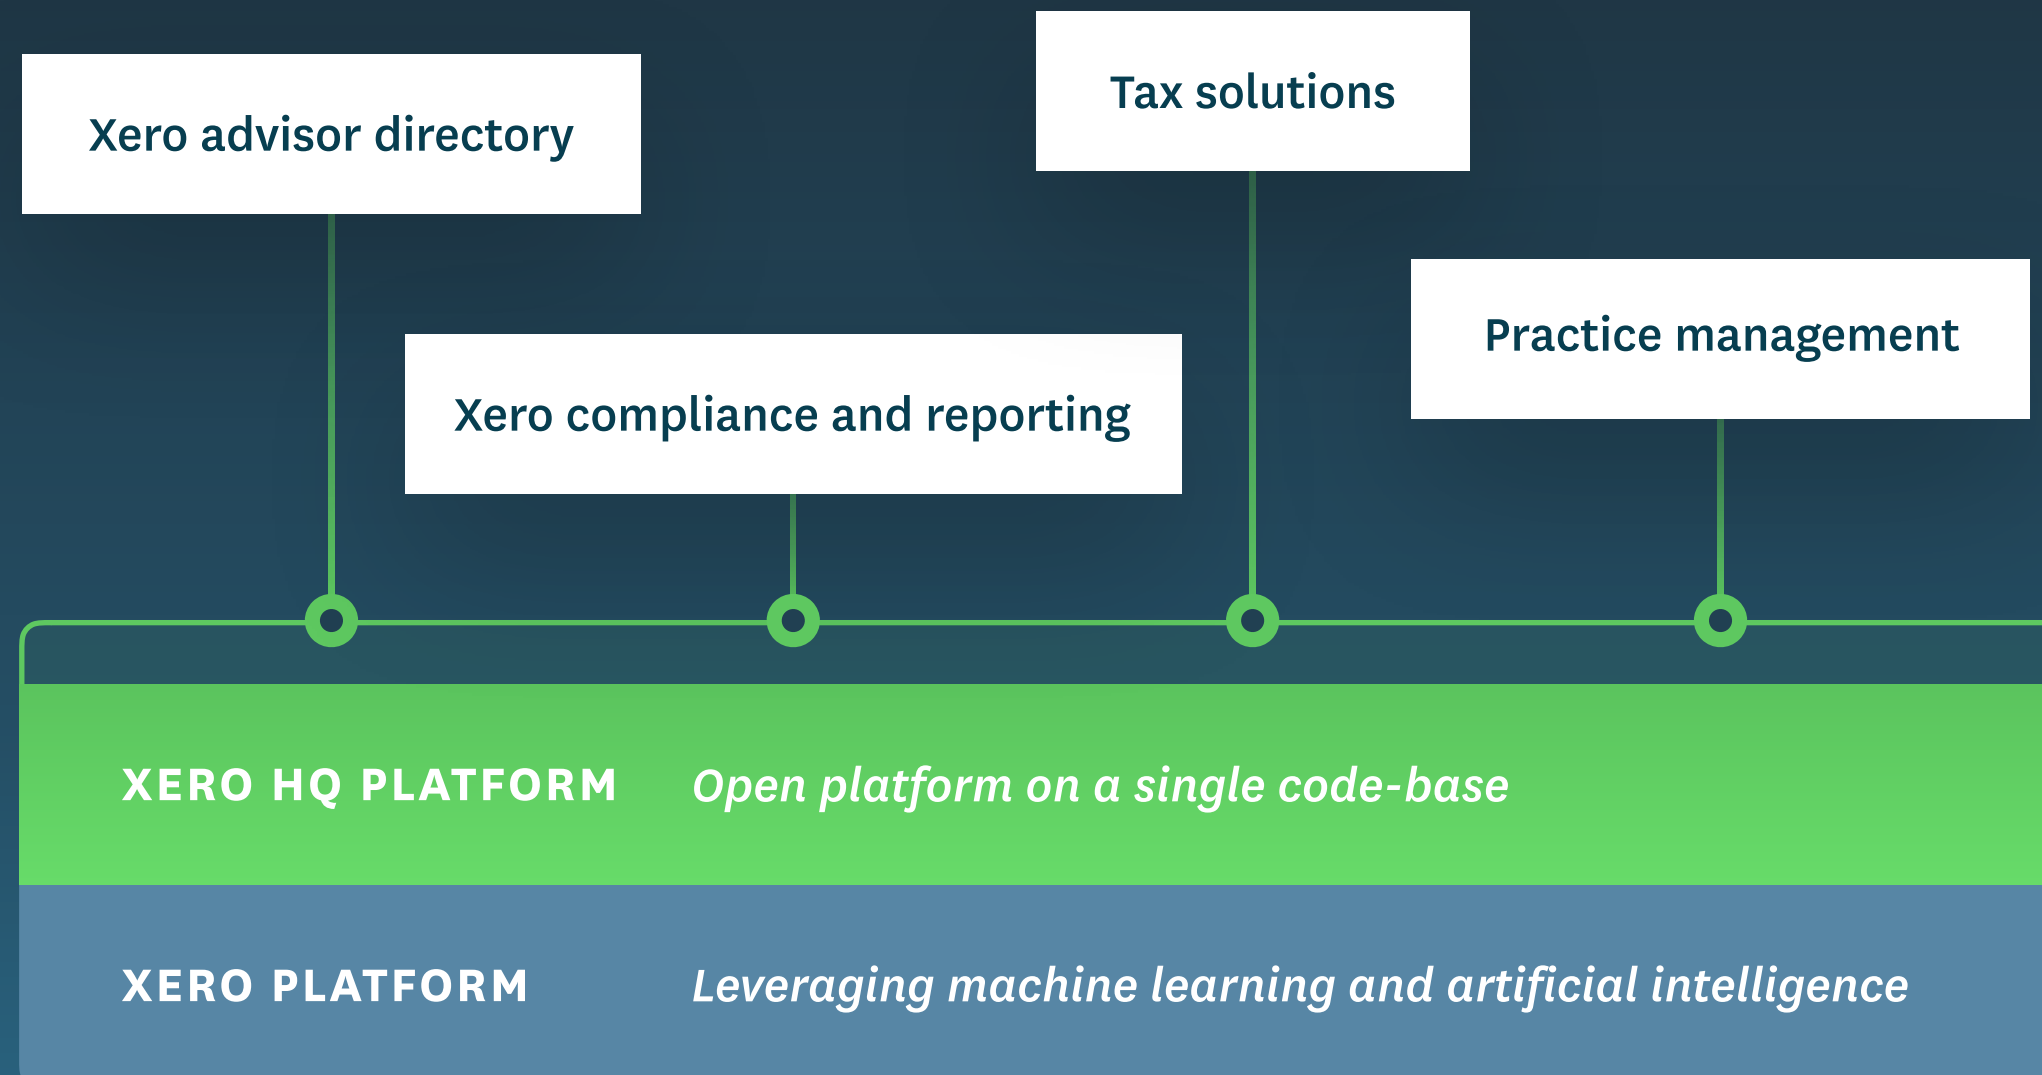 Xero advisor directory
Tax solutions
Xero compliance and reporting
Practice management
XERO HQ PLATFORM Open platform on a single code-base
XERO PLATFORM Leveraging machine learning and artificial intelligence